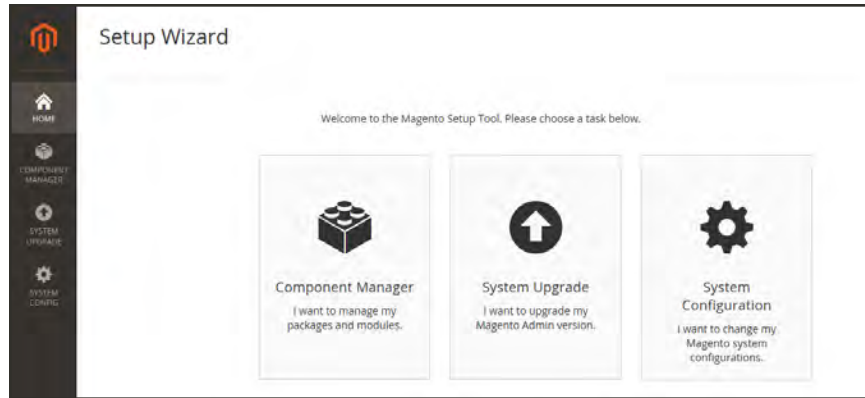 Setup Wizard
HOME
COMPONENT
MANAGER
SYSTEM
UPGRADE
SYSTEM
CONFIG
Welcome to the Magento Setup Tool. Please choose a task below.
Component Manager
I want to manage my
packages and modules.
System Upgrade
I want to upgrade my
Magento Admin version.
System
Configuration
I want to change my
Magento system
configurations.